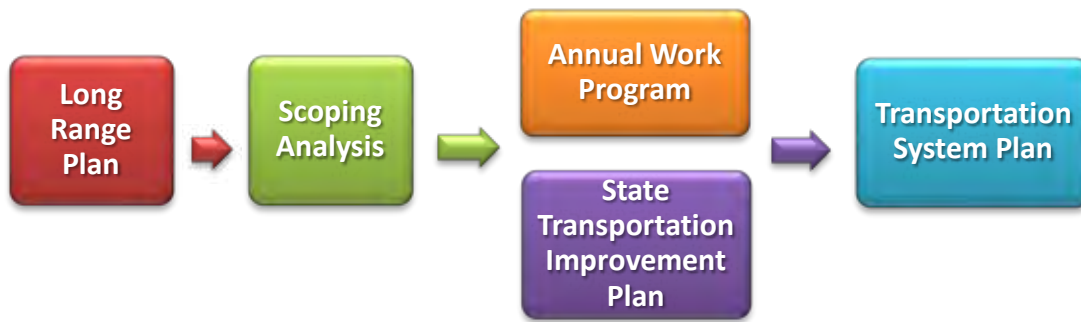 Long
Range
Plan
Scoping
Analysis
Annual Work
Program
State
Transportation
Improvement
Plan
Transportation
System Plan